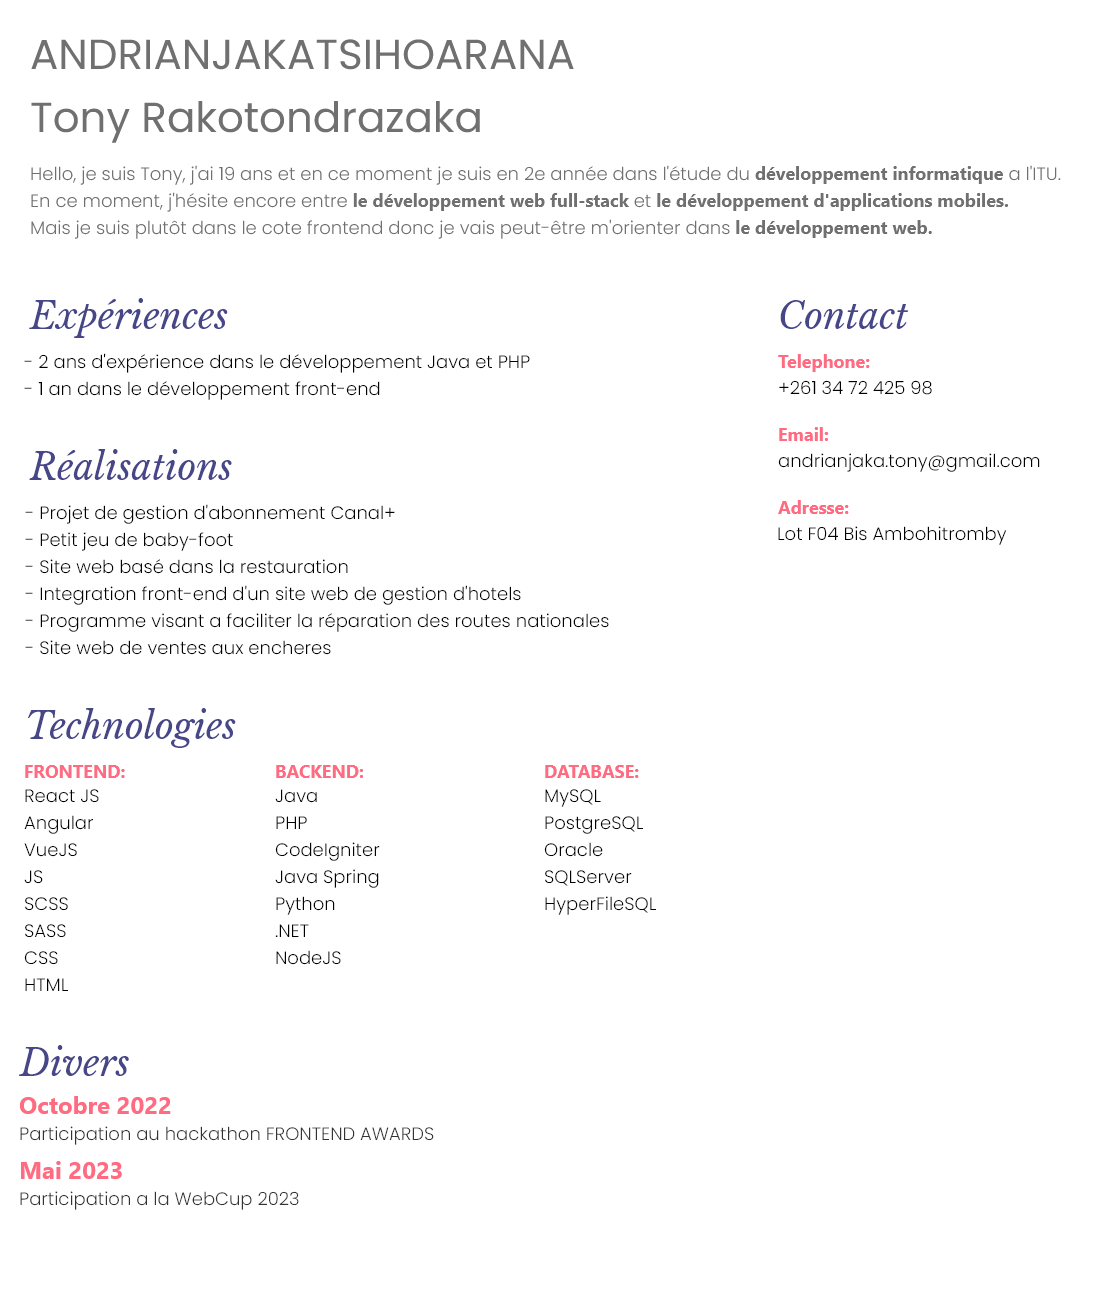 ANDRIANJAKATSIHOARANA
Tony Rakotondrazaka
Hello, je suis Tony, j'ai 19 ans et en ce moment je suis en 2e année dans l'étude du développement informatique a l'ITU.
En ce moment, j'hésite encore entre le développement web full-stack et le développement d'applications mobiles.
Mais je suis plutôt dans le cote frontend donc je vais peut-être m'orienter dans le développement web.
Expériences
- 2 ans d'expérience dans le développement Java et PHP
- 1 an dans le développement front-end
Réalisations
- Projet de gestion d'abonnement Canal+
- Petit jeu de baby-foot
- Site web basé dans la restauration
- Integration front-end d'un site web de gestion d'hotels
- Programme visant a faciliter la réparation des routes nationales
- Site web de ventes aux encheres
Contact
Telephone:
+261 34 72 425 98
Email:
andrianjaka.tony@gmail.com
Adresse:
Lot F04 Bis Ambohitromby
Technologies
FRONTEND:
React JS
Angular
VueJS
JS
SCSS
SASS
CSS
HTML
BACKEND:
Java
PHP
CodeIgniter
Java Spring
Python
.NET
NodeJS
DATABASE:
MySQL
PostgreSQL
Oracle
SQLServer
HyperFileSQL
Divers
Octobre 2022
Participation au hackathon FRONTEND AWARDS
Mai 2023
Participation a la WebCup 2023